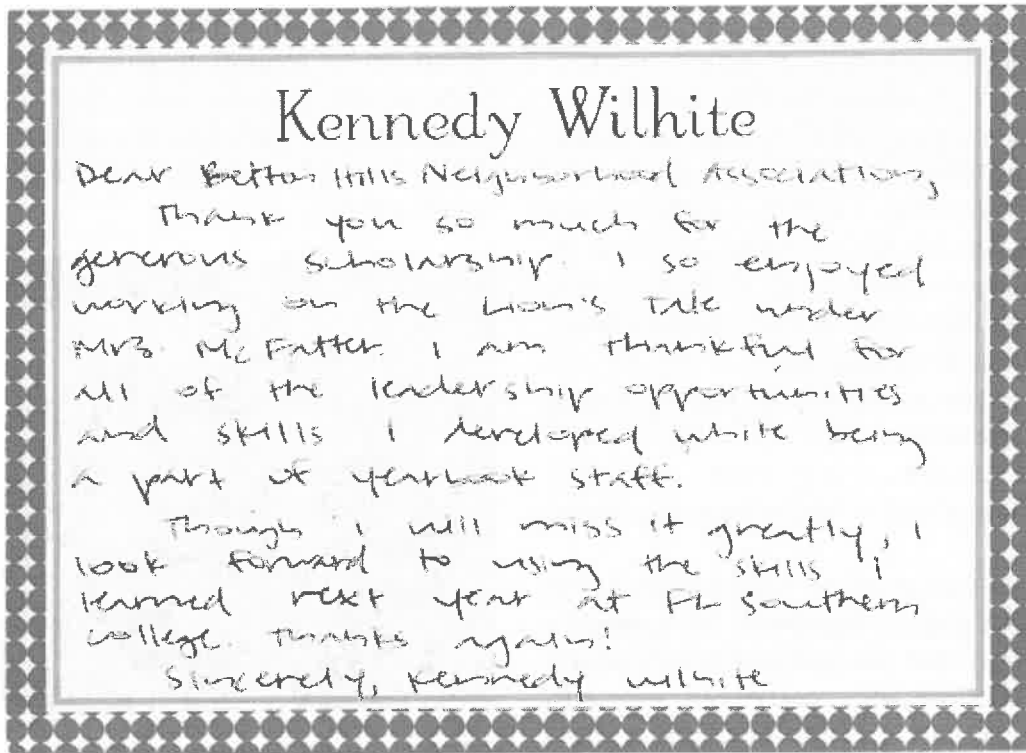 Kennedy Wilhite
Dear Betton Hills Neighborhood Association,
Thank you so much for the
generous scholarship. I so enjoyed
working on the Lion's Tale under
Mrs. McFatter. I am thankful for
all of the leadership opportunities
and skills I developed while being
a part of yearbook staff.
Though I will miss it greatly, I
look forward to using the skills I
learned next year at FL Southern
College. Thanks again!
Sincerely, Kennedy Wilhite